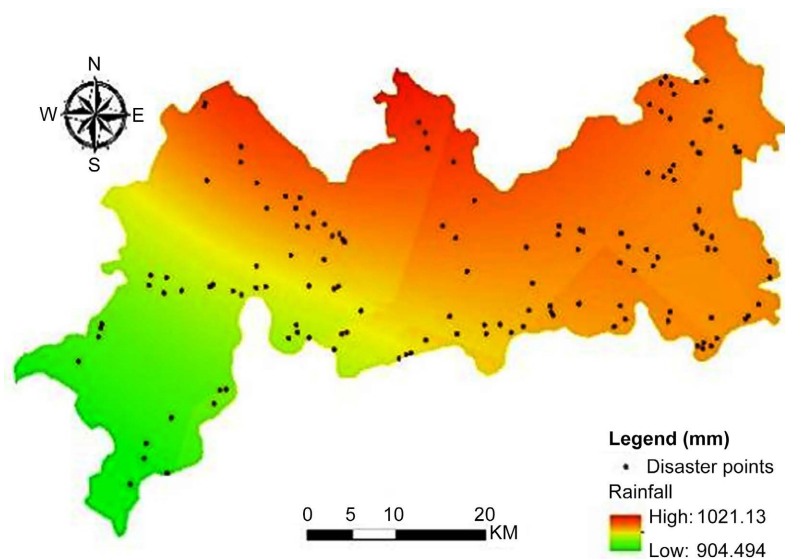 N
W E
S
Legend (mm)
Disaster points
Rainfall
High: 1021.13
Low: 904.494
0 5 10 20
KM